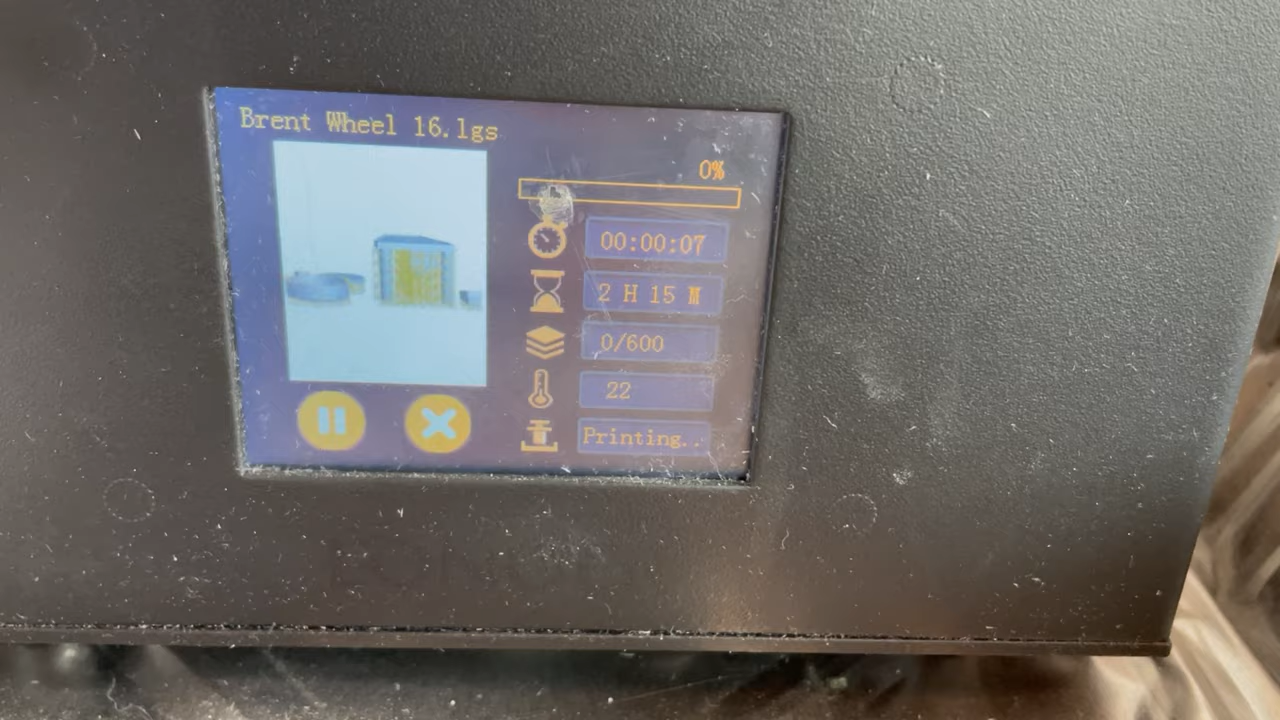 Brent Wheel 16.lgs
0%
00:00:07
2 H 15 M
0/600
22
Printing..